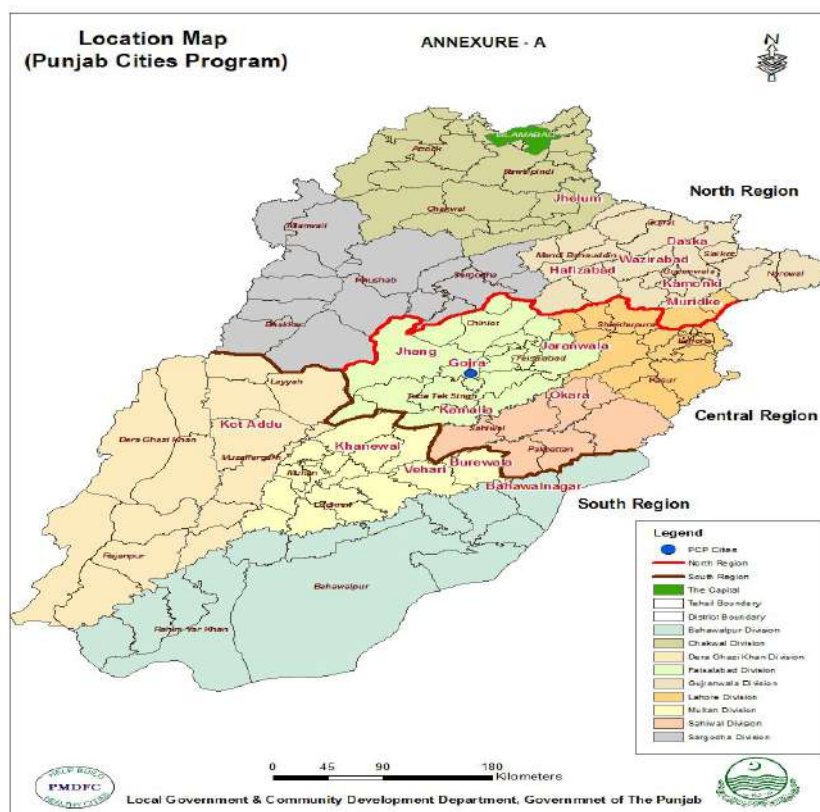 Location Map
(Punjab Cities Program)
ANNEXURE - A
N
ISLAMABAD
Attock
Rawalpindi
North Region
Jhelum
Chakwal
Mianwali
Gujrat
Daska
Mandi Bahauddin
Wazirabad
Sialkot
Khushab
Sargodha
Hafizabad
Gujranwala
Narowal
Kamonki
Muridke
Bhakkar
Chiniot
Sheikhupura
Lahore
Jhang
Gojra
Faisalabad
Jaranwala
Layyah
Kasur
Toba Tek Singh
Okara
Kamalia
Central Region
Kot Addu
Sahiwal
Dera Ghazi Khan
Khanewal
Pakpattan
Muzaffargarh
Multan
Vehari
Burewala
Bahawalnagar
Lodhran
South Region
Rajanpur
Bahawalpur
Rahim Yar Khan
Legend
PCP Cities
North Region
South Region
The Capital
Tehsil Boundary
District Boundary
Bahawalpur Division
Chakwal Division
Dera Ghazi Khan Division
Faisalabad Division
Gujranwala Division
Lahore Division
Multan Division
Sahiwal Division
Sargodha Division
HELP BUILD
PMDFC
HEALTHY CITIES
0 45 90 180
Kilometers
Local Government & Community Development Department, Governmnet of The Punjab